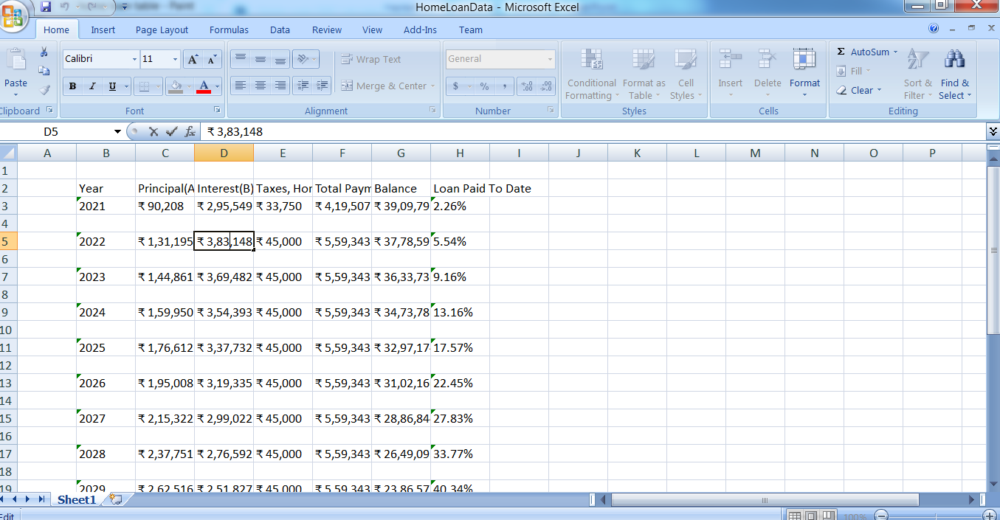 HomeLoanData - Microsoft Excel
Home Insert Page Layout Formulas Data Review View Add-Ins Team
Paste
Calibri 11
Wrap Text
General
Conditional Formatting
Format as Table
Cell Styles
Insert Delete Format
Σ AutoSum
Fill
Clear
Sort & Filter
Find & Select
B I U
A
Merge & Center
$ % ,
Clipboard Font Alignment Number Styles Cells Editing
D5 fx ₹ 3,83,148
A B C D E F G H I J K L M N O P
1
2 Year Principal(A Interest(B) Taxes, Hor Total Paym Balance Loan Paid To Date
3 2021 ₹ 90,208 ₹ 2,95,549 ₹ 33,750 ₹ 4,19,507 ₹ 39,09,79 2.26%
4
5 2022 ₹ 1,31,195 ₹ 3,83,148 ₹ 45,000 ₹ 5,59,343 ₹ 37,78,59 5.54%
6
7 2023 ₹ 1,44,861 ₹ 3,69,482 ₹ 45,000 ₹ 5,59,343 ₹ 36,33,73 9.16%
8
9 2024 ₹ 1,59,950 ₹ 3,54,393 ₹ 45,000 ₹ 5,59,343 ₹ 34,73,78 13.16%
10
11 2025 ₹ 1,76,612 ₹ 3,37,732 ₹ 45,000 ₹ 5,59,343 ₹ 32,97,17 17.57%
12
13 2026 ₹ 1,95,008 ₹ 3,19,335 ₹ 45,000 ₹ 5,59,343 ₹ 31,02,16 22.45%
14
15 2027 ₹ 2,15,322 ₹ 2,99,022 ₹ 45,000 ₹ 5,59,343 ₹ 28,86,84 27.83%
16
17 2028 ₹ 2,37,751 ₹ 2,76,592 ₹ 45,000 ₹ 5,59,343 ₹ 26,49,09 33.77%
18
19 2029 ₹ 2,62,516 ₹ 2,51,827 ₹ 45,000 ₹ 5,59,343 ₹ 23,86,57 40.34%
Sheet1
Edit 100%